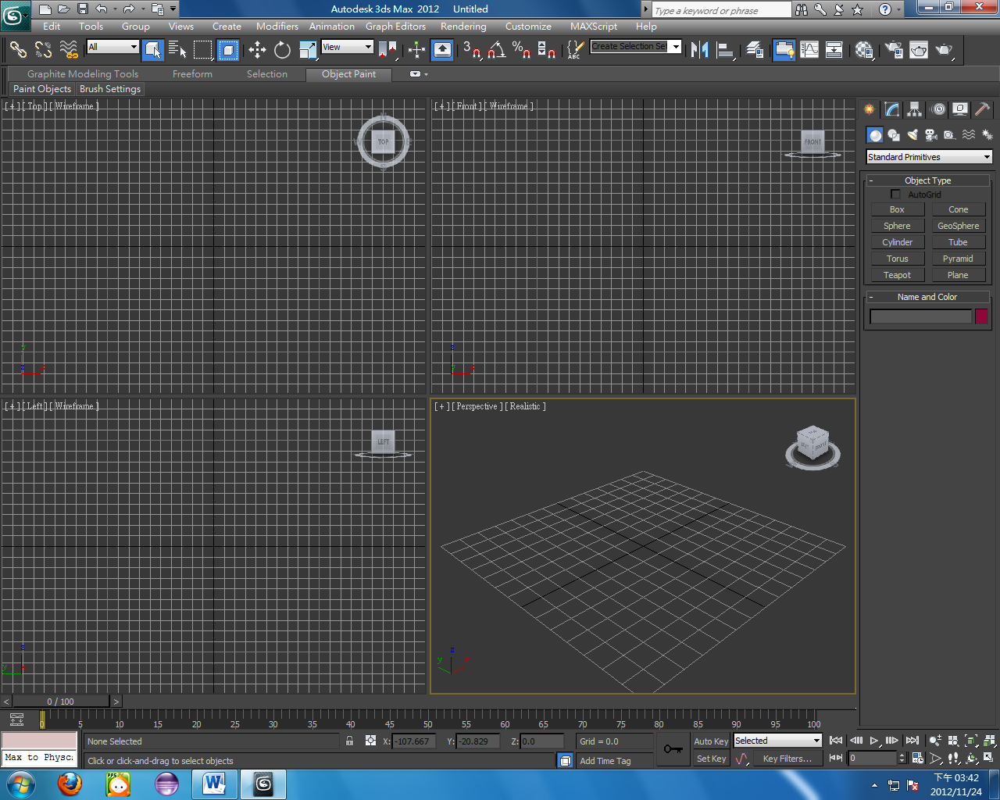 Autodesk 3ds Max 2012 Untitled
Type a keyword or phrase
Edit Tools Group Views Create Modifiers Animation Graph Editors Rendering Customize MAXScript Help
All
View
3
%
ABC
Create Selection Set
Graphite Modeling Tools Freeform Selection Object Paint
Paint Objects Brush Settings
[ + ] [ Top ] [ Wireframe ]
TOP
[ + ] [ Front ] [ Wireframe ]
FRONT
[ + ] [ Left ] [ Wireframe ]
LEFT
[ + ] [ Perspective ] [ Realistic ]
Standard Primitives
- Object Type
AutoGrid
Box Cone
Sphere GeoSphere
Cylinder Tube
Torus Pyramid
Teapot Plane
- Name and Color
< 0 / 100 >
0 5 10 15 20 25 30 35 40 45 50 55 60 65 70 75 80 85 90 95 100
None Selected X: -107.667 Y: -20.829 Z: 0.0 Grid = 0.0 Auto Key Selected
Max to Physc:
Click or click-and-drag to select objects Add Time Tag Set Key Key Filters... 0
PPS
下午 03:42
2012/11/24